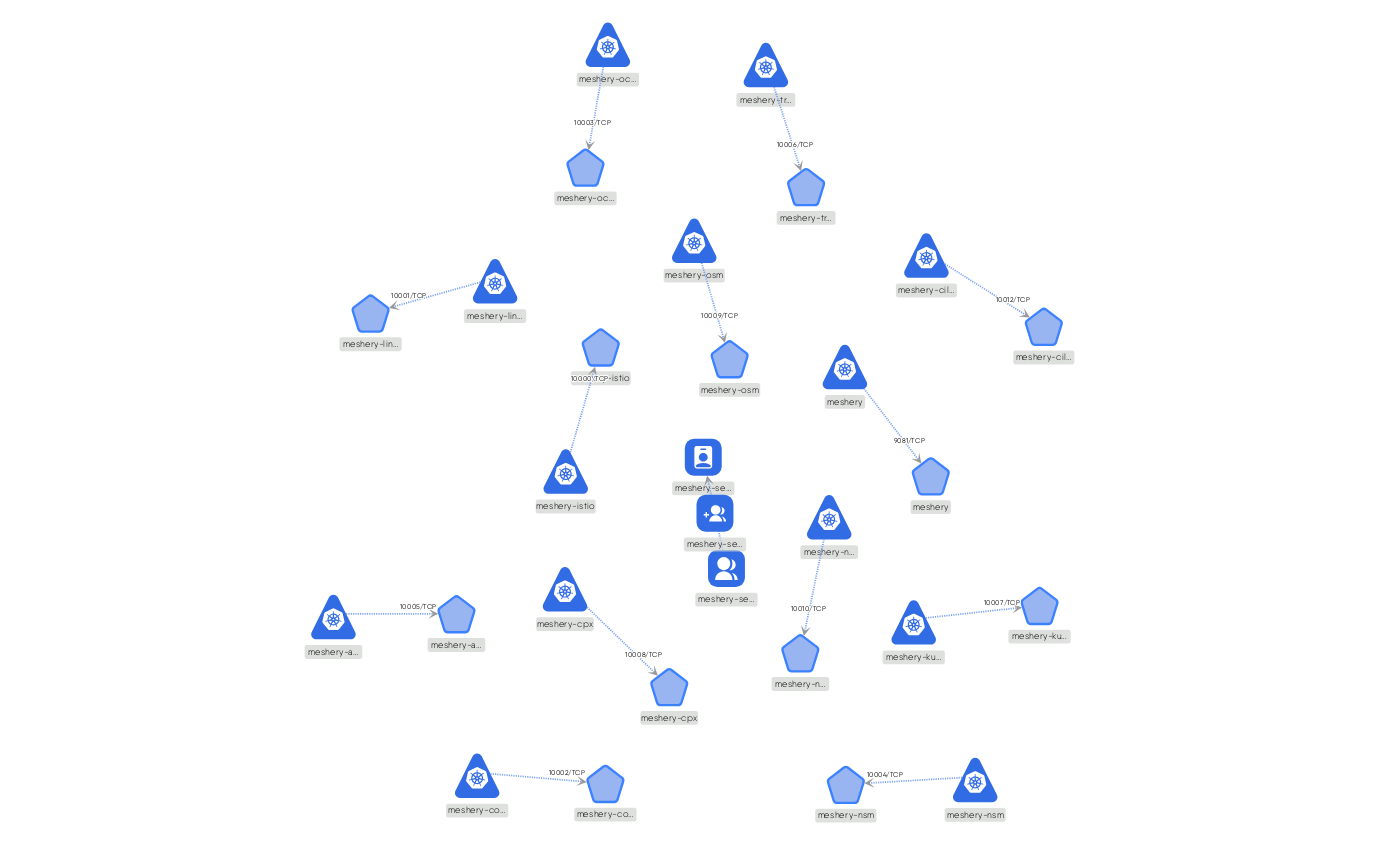 meshery-oc...
meshery-tr...
10003/TCP
10006/TCP
meshery-oc...
meshery-tr...
meshery-osm
meshery-cil...
10001/TCP
10012/TCP
meshery-lin...
10009/TCP
meshery-lin...
meshery-cil...
10000/TCP-istio
meshery-osm
meshery
9081/TCP
meshery-se...
meshery-istio
meshery
meshery-se...
meshery-n...
meshery-se...
10007/TCP
10005/TCP
10010/TCP
meshery-cpx
meshery-ku...
meshery-a...
meshery-a...
10008/TCP
meshery-ku...
meshery-n...
meshery-cpx
10002/TCP
10004/TCP
meshery-co...
meshery-co...
meshery-nsm
meshery-nsm